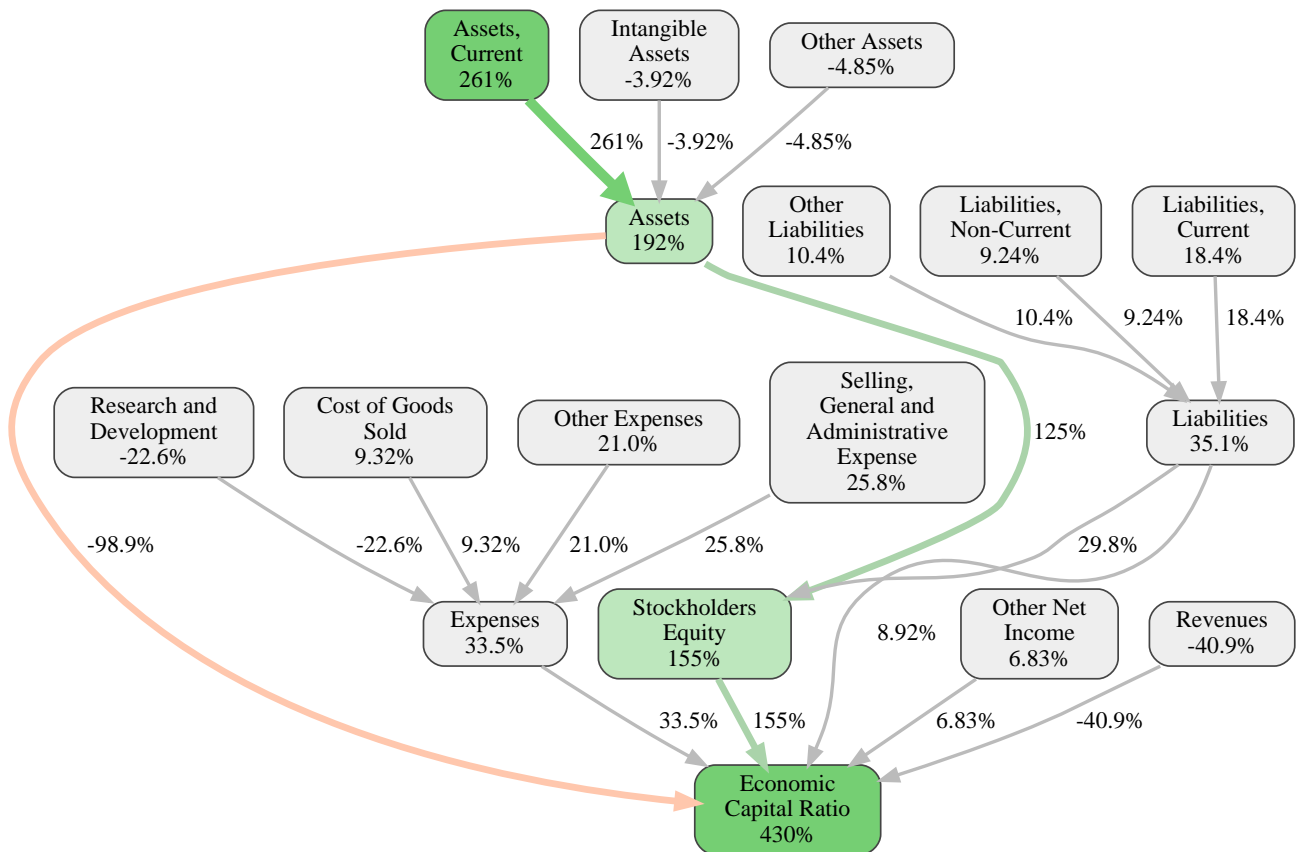 Assets,
Current
261%
Intangible
Assets
-3.92%
Other Assets
-4.85%
261%
-3.92%
-4.85%
Assets
192%
Other
Liabilities
10.4%
Liabilities,
Non-Current
9.24%
Liabilities,
Current
18.4%
10.4%
9.24%
18.4%
Research and
Development
-22.6%
Cost of Goods
Sold
9.32%
Other Expenses
21.0%
Selling,
General and
Administrative
Expense
25.8%
125%
Liabilities
35.1%
-98.9%
-22.6%
9.32%
21.0%
25.8%
29.8%
Expenses
33.5%
Stockholders
Equity
155%
8.92%
Other Net
Income
6.83%
Revenues
-40.9%
33.5%
155%
6.83%
-40.9%
Economic
Capital Ratio
430%